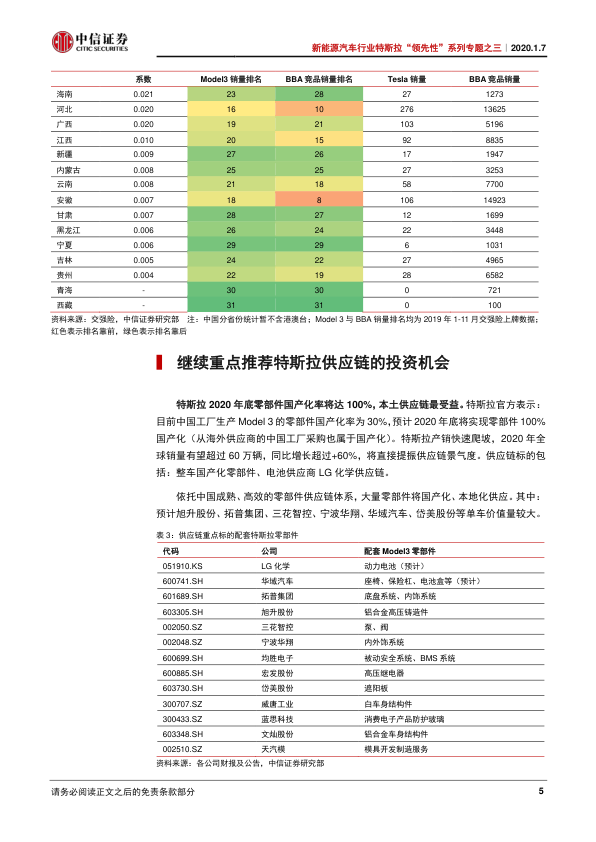 中信证券
CITIC SECURITIES
新能源汽车行业特斯拉“领先性”系列专题之三｜2020.1.7
系数 Model3 销量排名 BBA 竞品销量排名 Tesla 销量 BBA 竞品销量
海南 0.021 23 28 27 1273
河北 0.020 16 10 276 13625
广西 0.020 19 21 103 5196
江西 0.010 20 15 92 8835
新疆 0.009 27 26 17 1947
内蒙古 0.008 25 25 27 3253
云南 0.008 21 18 58 7700
安徽 0.007 18 8 106 14923
甘肃 0.007 28 27 12 1699
黑龙江 0.006 26 24 22 3448
宁夏 0.006 29 29 6 1031
吉林 0.005 24 22 27 4965
贵州 0.004 22 19 28 6582
青海 - 30 30 0 721
西藏 - 31 31 0 100
资料来源：交强险，中信证券研究部 注：中国分省份统计暂不含港澳台；Model 3 与 BBA 销量排名均为 2019 年 1-11 月交强险上牌数据；
红色表示排名靠前，绿色表示排名靠后
继续重点推荐特斯拉供应链的投资机会
特斯拉 2020 年底零部件国产化率将达 100%，本土供应链最受益。特斯拉官方表示：
目前中国工厂生产 Model 3 的零部件国产化率为 30%，预计 2020 年底将实现零部件 100%
国产化（从海外供应商的中国工厂采购也属于国产化）。特斯拉产销快速爬坡，2020 年全
球销量有望超过 60 万辆，同比增长超过+60%，将直接提振供应链景气度。供应链标的包
括：整车国产化零部件、电池供应商 LG 化学供应链。
依托中国成熟、高效的零部件供应链体系，大量零部件将国产化、本地化供应。其中：
预计旭升股份、拓普集团、三花智控、宁波华翔、华域汽车、岱美股份等单车价值量较大。
表 3：供应链重点标的配套特斯拉零部件
代码 公司 配套 Model3 零部件
051910.KS LG 化学 动力电池（预计）
600741.SH 华域汽车 座椅、保险杠、电池盒等（预计）
601689.SH 拓普集团 底盘系统、内饰系统
603305.SH 旭升股份 铝合金高压铸造件
002050.SZ 三花智控 泵、阀
002048.SZ 宁波华翔 内外饰系统
600699.SH 均胜电子 被动安全系统、BMS 系统
600885.SH 宏发股份 高压继电器
603730.SH 岱美股份 遮阳板
300707.SZ 威唐工业 白车身结构件
300433.SZ 蓝思科技 消费电子产品防护玻璃
603348.SH 文灿股份 铝合金车身结构件
002510.SZ 天汽模 模具开发制造服务
资料来源：各公司财报及公告，中信证券研究部
请务必阅读正文之后的免责条款部分 5